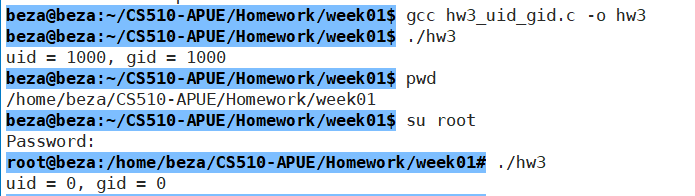 beza@beza:~/CS510-APUE/Homework/week01$ gcc hw3_uid_gid.c -o hw3
beza@beza:~/CS510-APUE/Homework/week01$ ./hw3
uid = 1000, gid = 1000
beza@beza:~/CS510-APUE/Homework/week01$ pwd
/home/beza/CS510-APUE/Homework/week01
beza@beza:~/CS510-APUE/Homework/week01$ su root
Password:
root@beza:/home/beza/CS510-APUE/Homework/week01# ./hw3
uid = 0, gid = 0